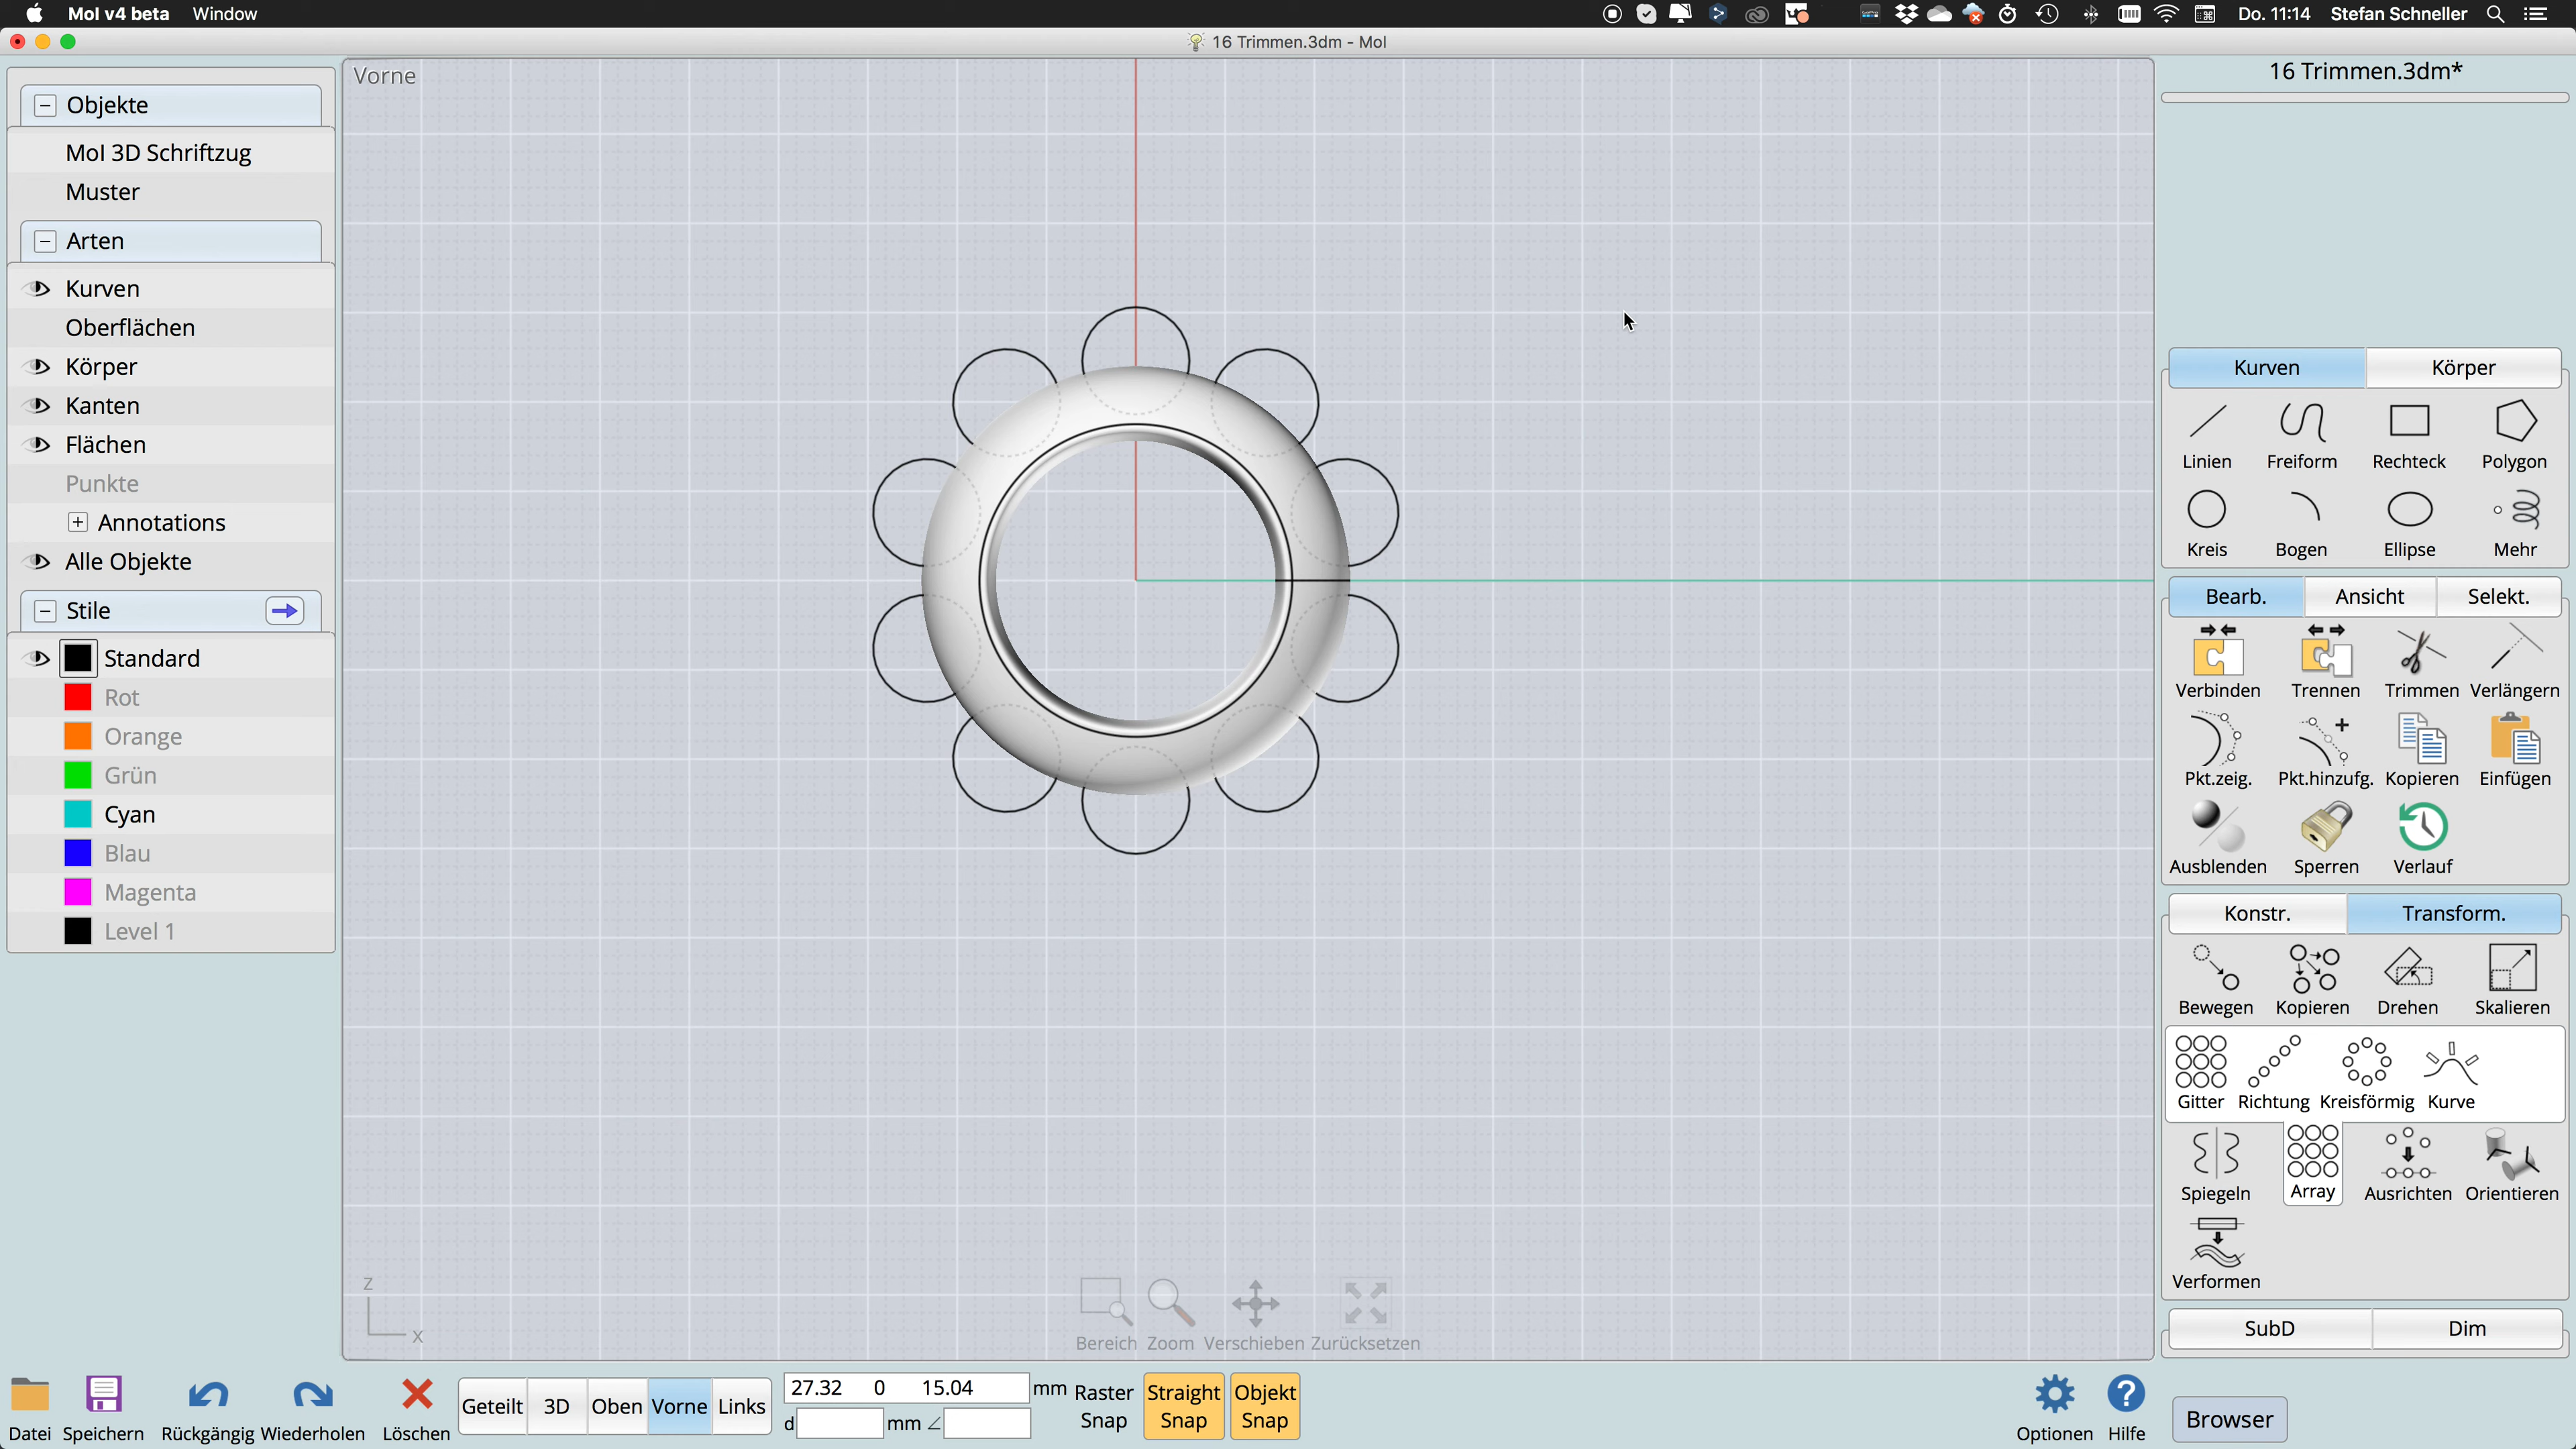 MoI v4 beta Window Do. 11:14 Stefan Schneller
16 Trimmen.3dm - MoI
Vorne
16 Trimmen.3dm*
Objekte
MoI 3D Schriftzug
Muster
Arten
Kurven
Oberflächen
Körper
Kanten
Flächen
Punkte
Annotations
Alle Objekte
Stile
Standard
Rot
Orange
Grün
Cyan
Blau
Magenta
Level 1
Kurven Körper
Linien Freiform Rechteck Polygon
Kreis Bogen Ellipse Mehr
Bearb. Ansicht Selekt.
Verbinden Trennen Trimmen Verlängern
Pkt.zeig. Pkt.hinzufg. Kopieren Einfügen
Ausblenden Sperren Verlauf
Konstr. Transform.
Bewegen Kopieren Drehen Skalieren
Gitter Richtung Kreisförmig Kurve
Spiegeln Array Ausrichten Orientieren
Verformen
SubD Dim
z
x
Bereich Zoom Verschieben Zurücksetzen
Datei Speichern Rückgängig Wiederholen Löschen
Geteilt 3D Oben Vorne Links
27.32 0 15.04 mm
d mm ∠
Raster Snap
Straight Snap
Objekt Snap
Optionen Hilfe
Browser